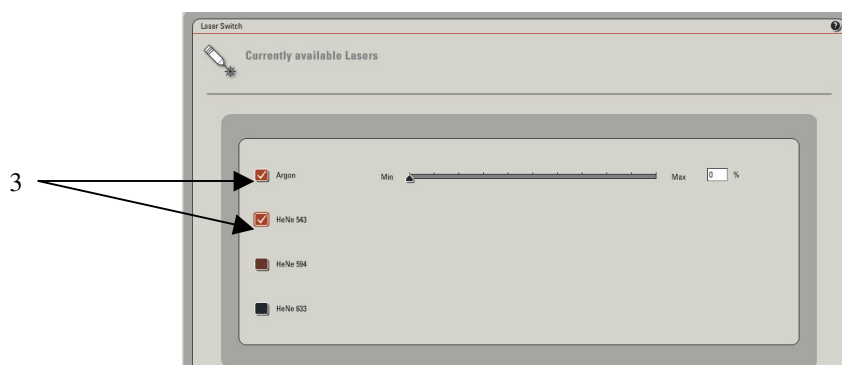 Laser Switch
?
Currently available Lasers
3
Argon Min Max 0 %
HeNe 543
HeNe 594
HeNe 633